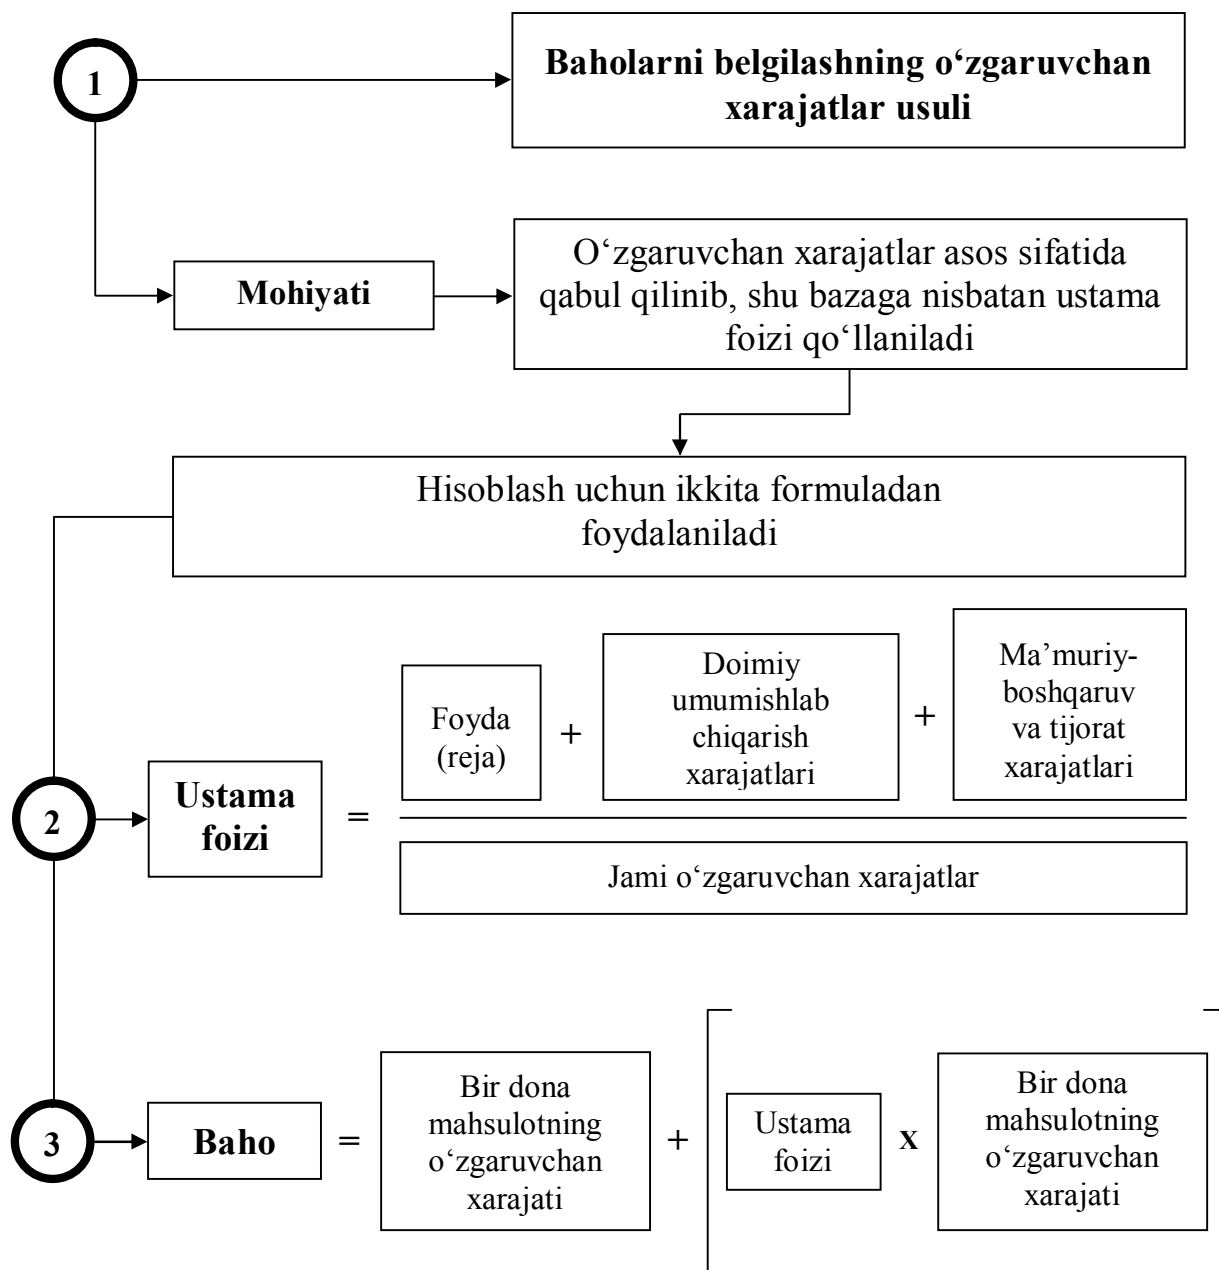 1
Baholarni belgilashning o‘zgaruvchan
xarajatlar usuli
Mohiyati
O‘zgaruvchan xarajatlar asos sifatida
qabul qilinib, shu bazaga nisbatan ustama
foizi qo‘llaniladi
Hisoblash uchun ikkita formuladan
foydalaniladi
2
Ustama
foizi
=
Foyda
(reja)
+
Doimiy
umumishlab
chiqarish
xarajatlari
+
Ma’muriy-
boshqaruv
va tijorat
xarajatlari
Jami o‘zgaruvchan xarajatlar
3
Baho
=
Bir dona
mahsulotning
o‘zgaruvchan
xarajati
+
Ustama
foizi
x
Bir dona
mahsulotning
o‘zgaruvchan
xarajati